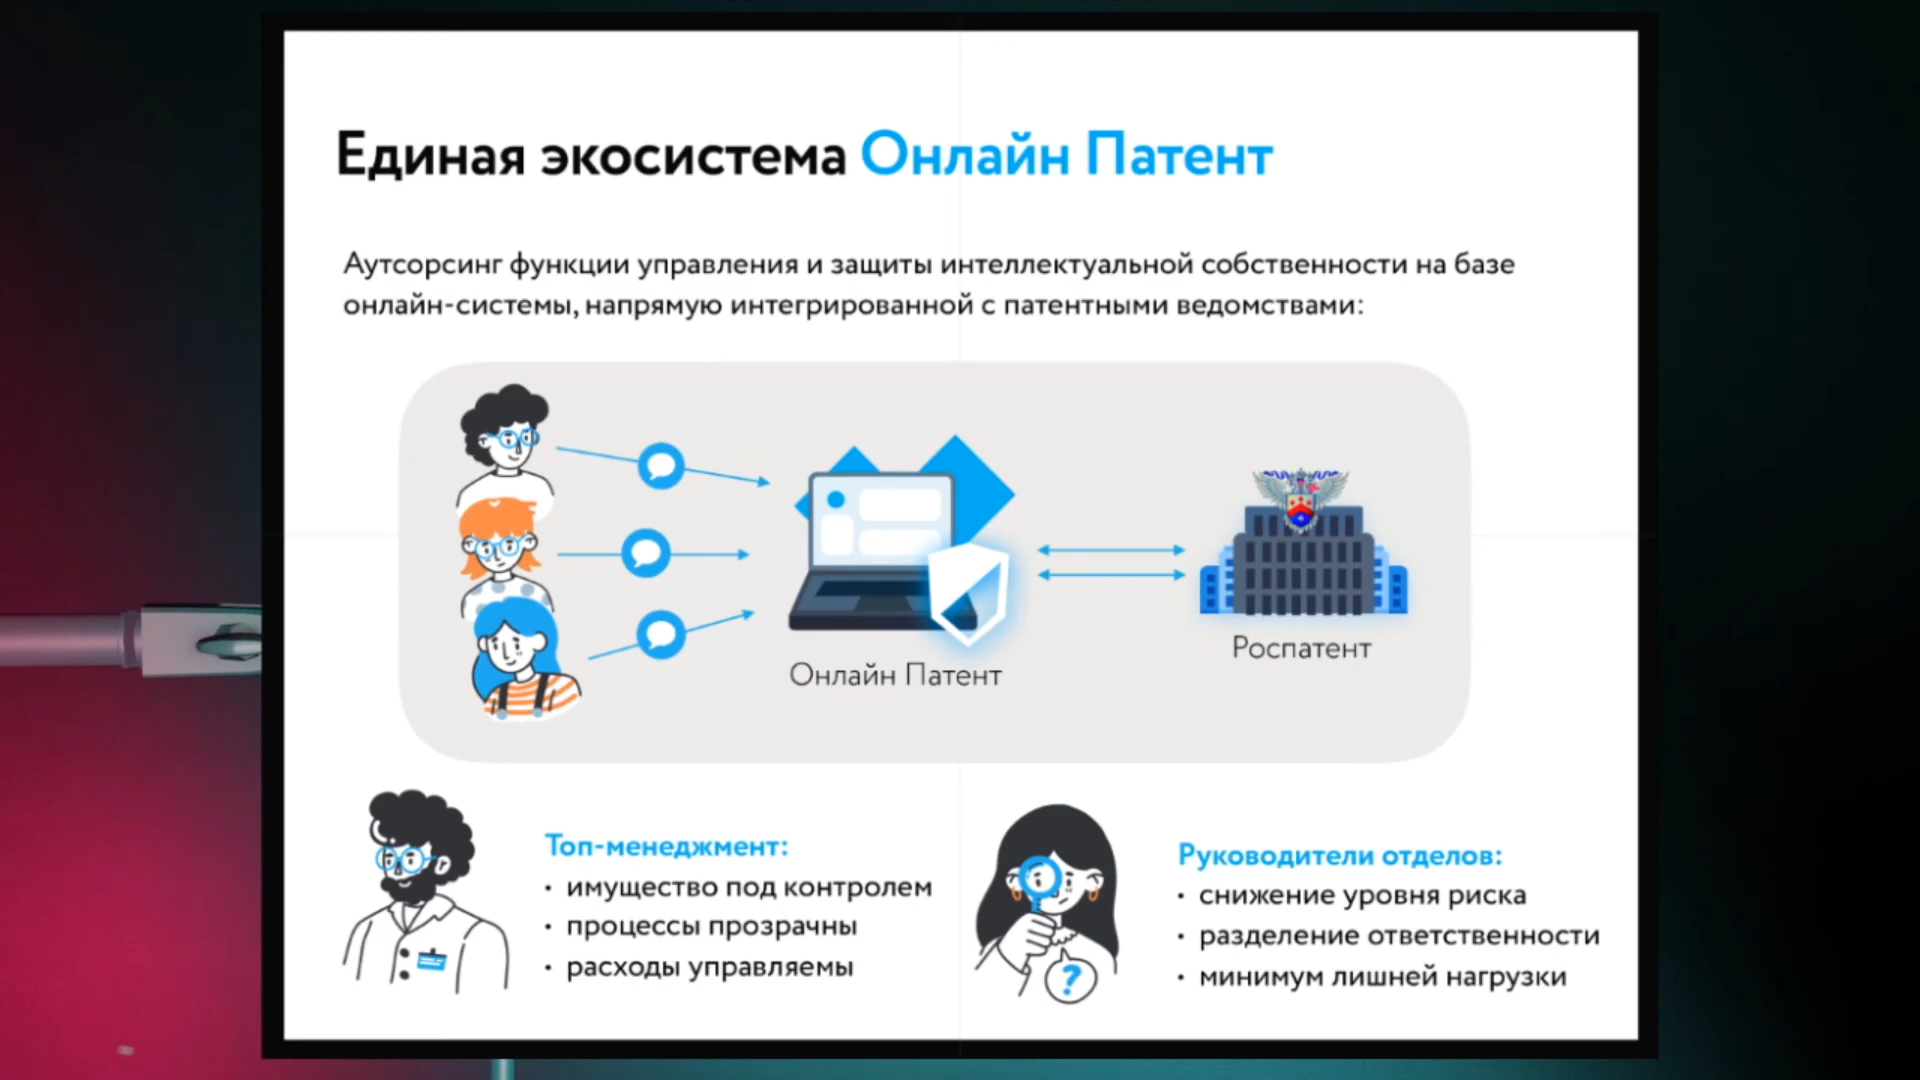 Единая экосистема Онлайн Патент
Аутсорсинг функции управления и защиты интеллектуальной собственности на базе
онлайн-системы, напрямую интегрированной с патентными ведомствами:
Онлайн Патент
Роспатент
Топ-менеджмент:
• имущество под контролем
• процессы прозрачны
• расходы управляемы
?
Руководители отделов:
• снижение уровня риска
• разделение ответственности
• минимум лишней нагрузки